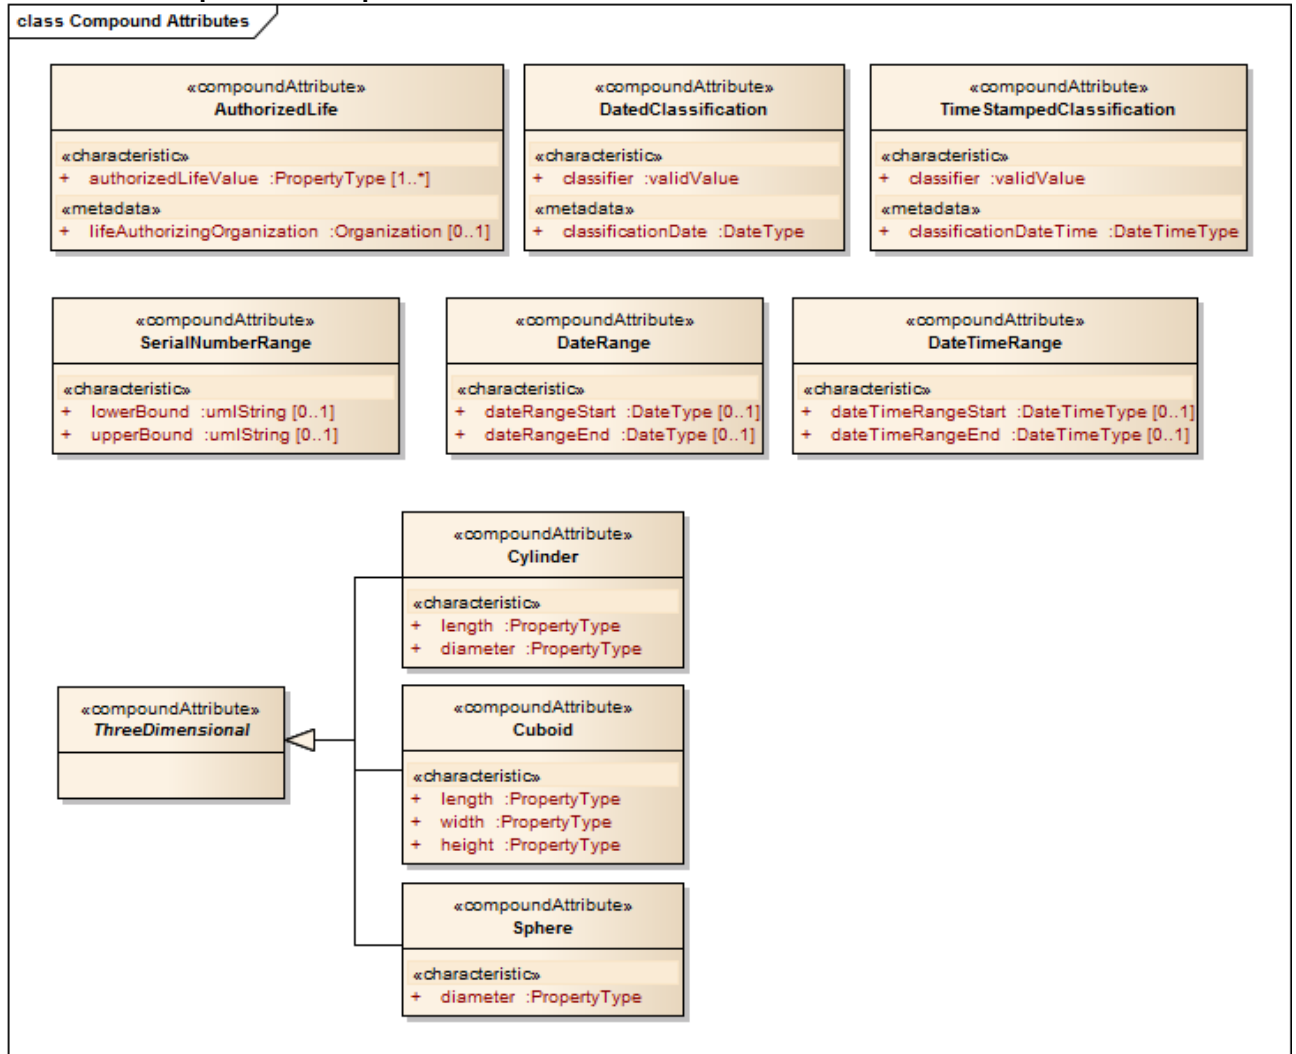 class Compound Attributes
«compoundAttribute»
AuthorizedLife
«characteristic»
+ authorizedLifeValue :PropertyType [1..*]
«metadata»
+ lifeAuthorizingOrganization :Organization [0..1]
«compoundAttribute»
DatedClassification
«characteristic»
+ classifier :validValue
«metadata»
+ classificationDate :DateType
«compoundAttribute»
TimeStampedClassification
«characteristic»
+ classifier :validValue
«metadata»
+ classificationDateTime :DateTimeType
«compoundAttribute»
SerialNumberRange
«characteristic»
+ lowerBound :umlString [0..1]
+ upperBound :umlString [0..1]
«compoundAttribute»
DateRange
«characteristic»
+ dateRangeStart :DateType [0..1]
+ dateRangeEnd :DateType [0..1]
«compoundAttribute»
DateTimeRange
«characteristic»
+ dateTimeRangeStart :DateTimeType [0..1]
+ dateTimeRangeEnd :DateTimeType [0..1]
«compoundAttribute»
Cylinder
«characteristic»
+ length :PropertyType
+ diameter :PropertyType
«compoundAttribute»
ThreeDimensional
«compoundAttribute»
Cuboid
«characteristic»
+ length :PropertyType
+ width :PropertyType
+ height :PropertyType
«compoundAttribute»
Sphere
«characteristic»
+ diameter :PropertyType